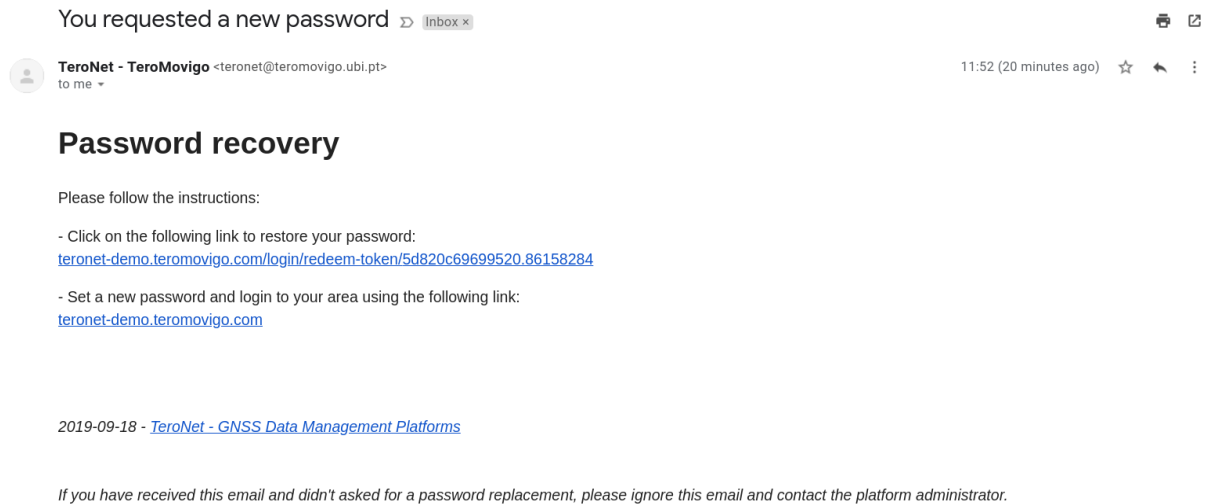 You requested a new password Inbox ×
TeroNet - TeroMovigo <teronet@teromovigo.ubi.pt> 11:52 (20 minutes ago)
to me
Password recovery
Please follow the instructions:
- Click on the following link to restore your password:
teronet-demo.teromovigo.com/login/redeem-token/5d820c69699520.86158284
- Set a new password and login to your area using the following link:
teronet-demo.teromovigo.com
2019-09-18 - TeroNet - GNSS Data Management Platforms
If you have received this email and didn't asked for a password replacement, please ignore this email and contact the platform administrator.